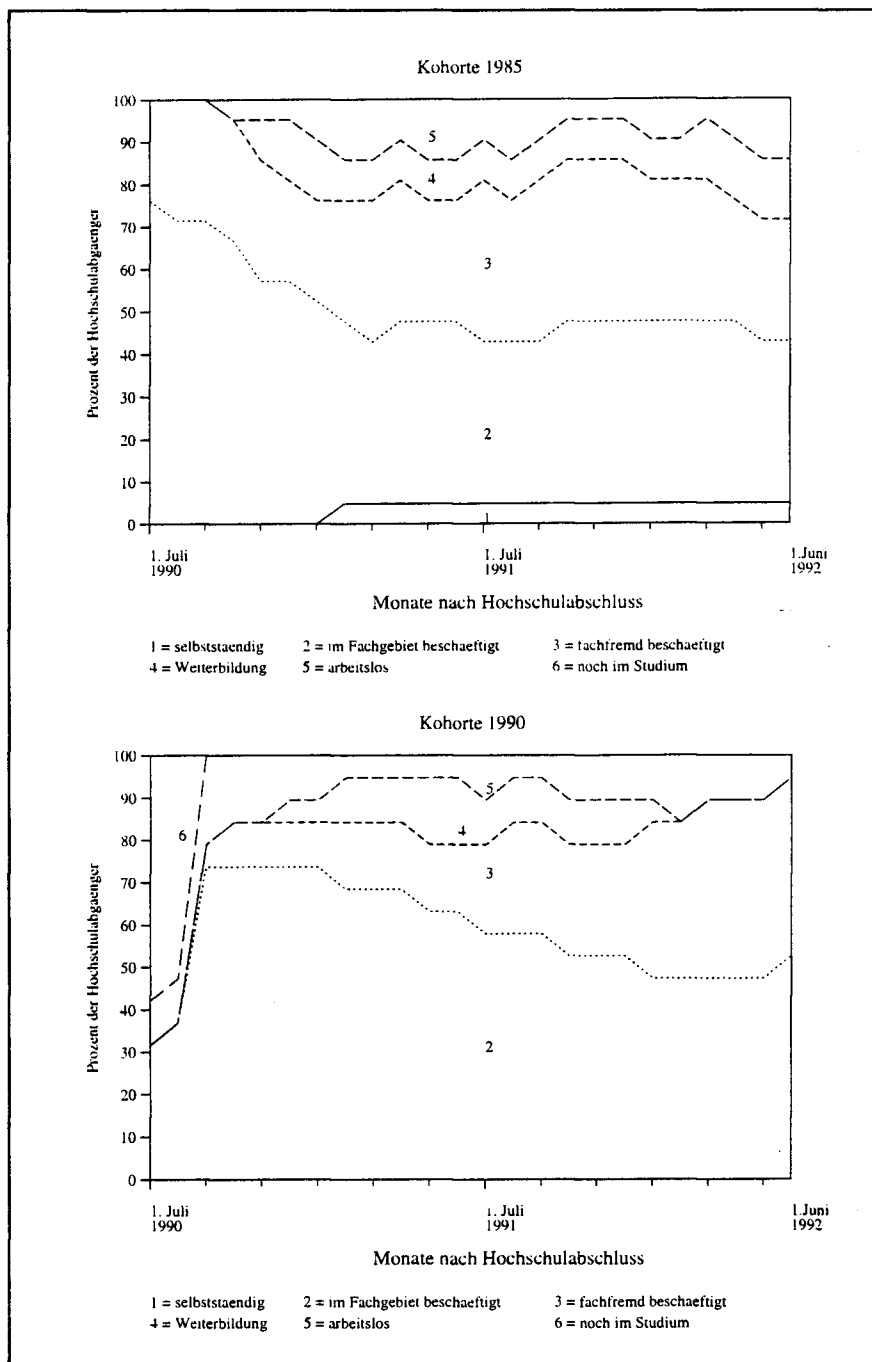 Kohorte 1985
Prozent der Hochschulabgaenger
100
90
80
70
60
50
40
30
20
10
0
5
4
3
2
1
1. Juli
1990
1. Juli
1991
1.Juni
1992
Monate nach Hochschulabschluss
1 = selbststaendig 2 = im Fachgebiet beschaeftigt 3 = fachfremd beschaeftigt
4 = Weiterbildung 5 = arbeitslos 6 = noch im Studium
Kohorte 1990
Prozent der Hochschulabgaenger
100
90
80
70
60
50
40
30
20
10
0
6
5
4
3
2
1. Juli
1990
1. Juli
1991
1.Juni
1992
Monate nach Hochschulabschluss
1 = selbststaendig 2 = im Fachgebiet beschaeftigt 3 = fachfremd beschaeftigt
4 = Weiterbildung 5 = arbeitslos 6 = noch im Studium